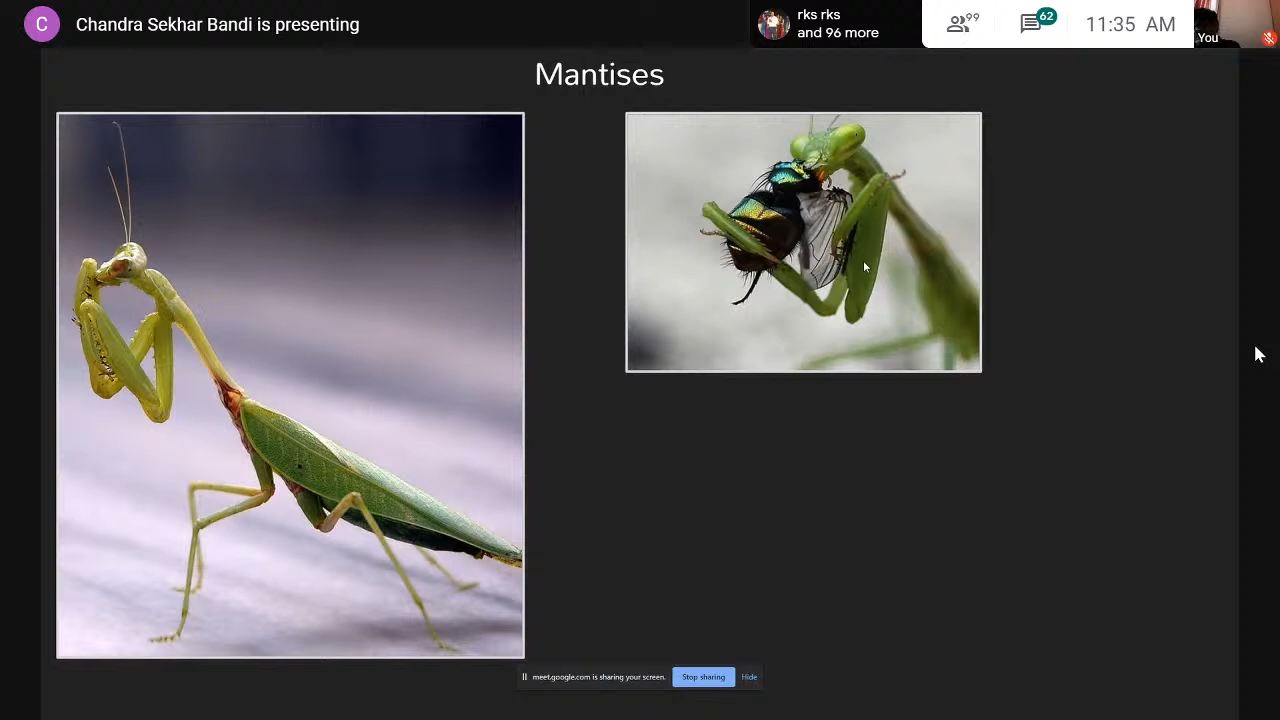 C
Chandra Sekhar Bandi is presenting
rks rks
and 96 more
99
62
11:35 AM
You
Mantises
meet.google.com is sharing your screen.
Stop sharing
Hide